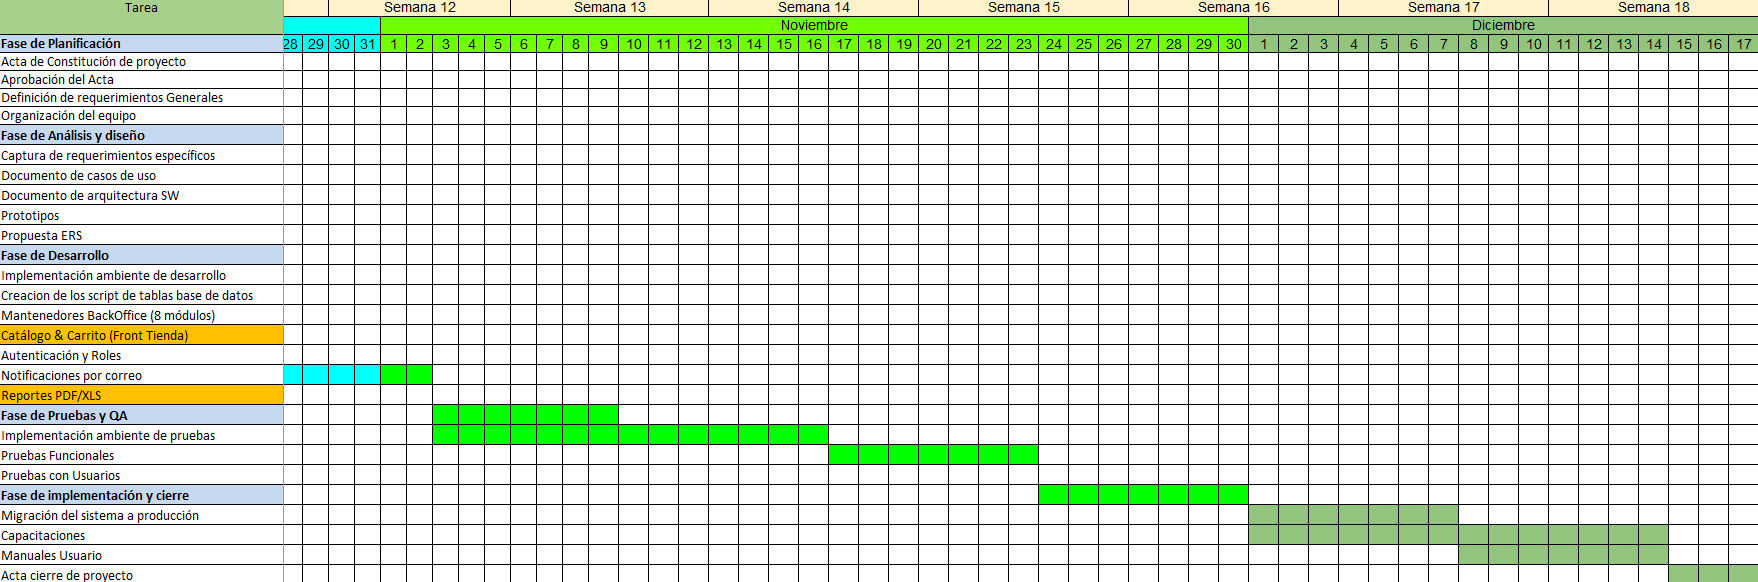 Tarea Semana 12 Semana 13 Semana 14 Semana 15 Semana 16 Semana 17 Semana 18
Noviembre Diciembre
Fase de Planificación 28 29 30 31 1 2 3 4 5 6 7 8 9 10 11 12 13 14 15 16 17 18 19 20 21 22 23 24 25 26 27 28 29 30 1 2 3 4 5 6 7 8 9 10 11 12 13 14 15 16 17
Acta de Constitución de proyecto
Aprobación del Acta
Definición de requerimientos Generales
Organización del equipo
Fase de Análisis y diseño
Captura de requerimientos específicos
Documento de casos de uso
Documento de arquitectura SW
Prototipos
Propuesta ERS
Fase de Desarrollo
Implementación ambiente de desarrollo
Creacion de los script de tablas base de datos
Mantenedores BackOffice (8 módulos)
Catálogo & Carrito (Front Tienda)
Autenticación y Roles
Notificaciones por correo
Reportes PDF/XLS
Fase de Pruebas y QA
Implementación ambiente de pruebas
Pruebas Funcionales
Pruebas con Usuarios
Fase de implementación y cierre
Migración del sistema a producción
Capacitaciones
Manuales Usuario
Acta cierre de proyecto